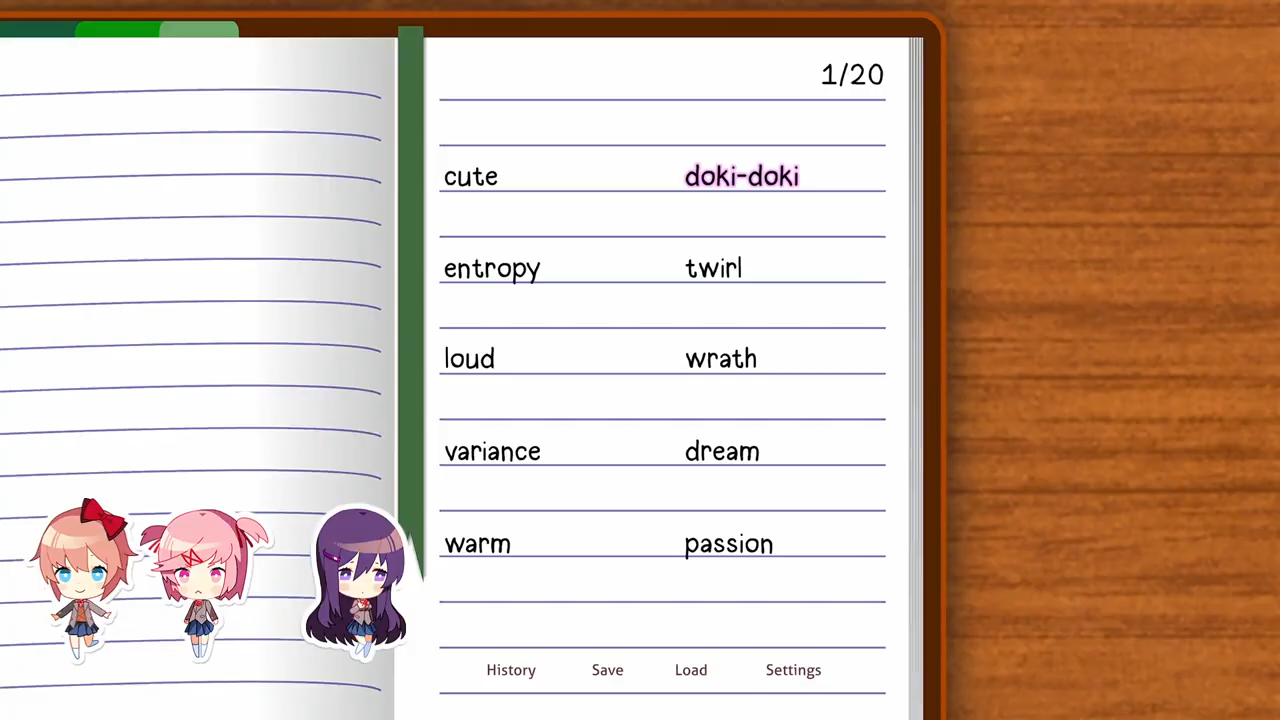 1/20
cute doki-doki
entropy twirl
loud wrath
variance dream
warm passion
History Save Load Settings